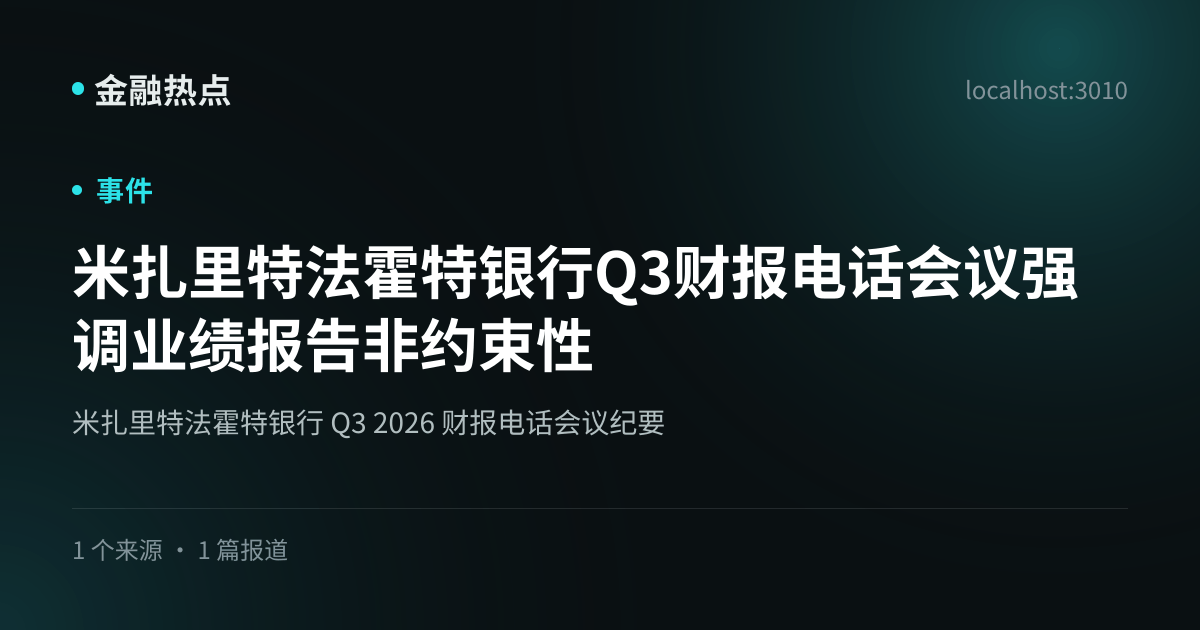 金融热点
localhost:3010
事件
米扎里特法霍特银行Q3财报电话会议强
调业绩报告非约束性
米扎里特法霍特银行 Q3 2026 财报电话会议纪要
1 个来源 · 1 篇报道